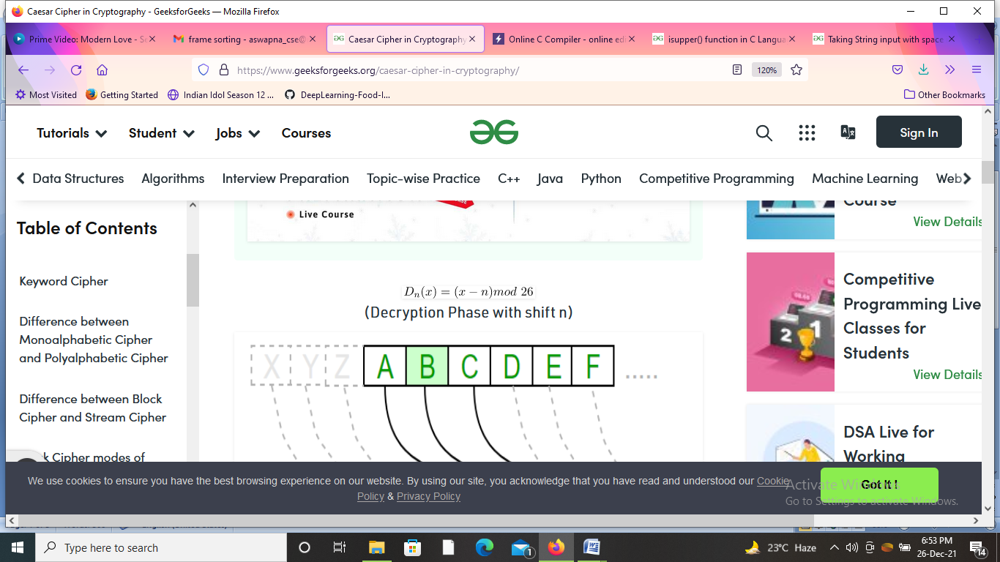 Caesar Cipher in Cryptography - GeeksforGeeks — Mozilla Firefox
Prime Video: Modern Love - Se
frame sorting - aswapna_cse@
Caesar Cipher in Cryptography
Online C Compiler - online edi
isupper() function in C Langua
Taking String input with space
https://www.geeksforgeeks.org/caesar-cipher-in-cryptography/
120%
Most Visited
Getting Started
Indian Idol Season 12 ...
DeepLearning-Food-I...
Other Bookmarks
Tutorials
Student
Jobs
Courses
Sign In
Data Structures
Algorithms
Interview Preparation
Topic-wise Practice
C++
Java
Python
Competitive Programming
Machine Learning
Web
Table of Contents
Keyword Cipher
Difference between
Monoalphabetic Cipher
and Polyalphabetic Cipher
Difference between Block
Cipher and Stream Cipher
k Cipher modes of
Live Course
Dn(x) = (x − n)mod 26
(Decryption Phase with shift n)
X Y Z A B C D E F .....
Course
View Details
Competitive
Programming Live
Classes for
Students
View Details
2 1
DSA Live for
Working
We use cookies to ensure you have the best browsing experience on our website. By using our site, you acknowledge that you have read and understood our Cookie
Policy & Privacy Policy
Got It !
Activate Windows
Go to Settings to activate Windows.
Type here to search
1
23°C Haze
6:53 PM
26-Dec-21
14